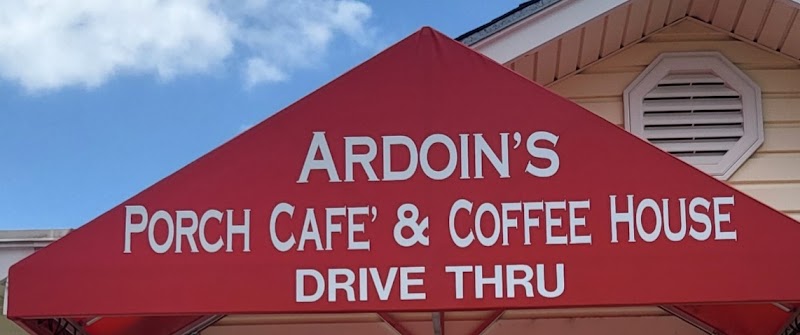 ARDOIN'S
PORCH CAFE' & COFFEE HOUSE
DRIVE THRU